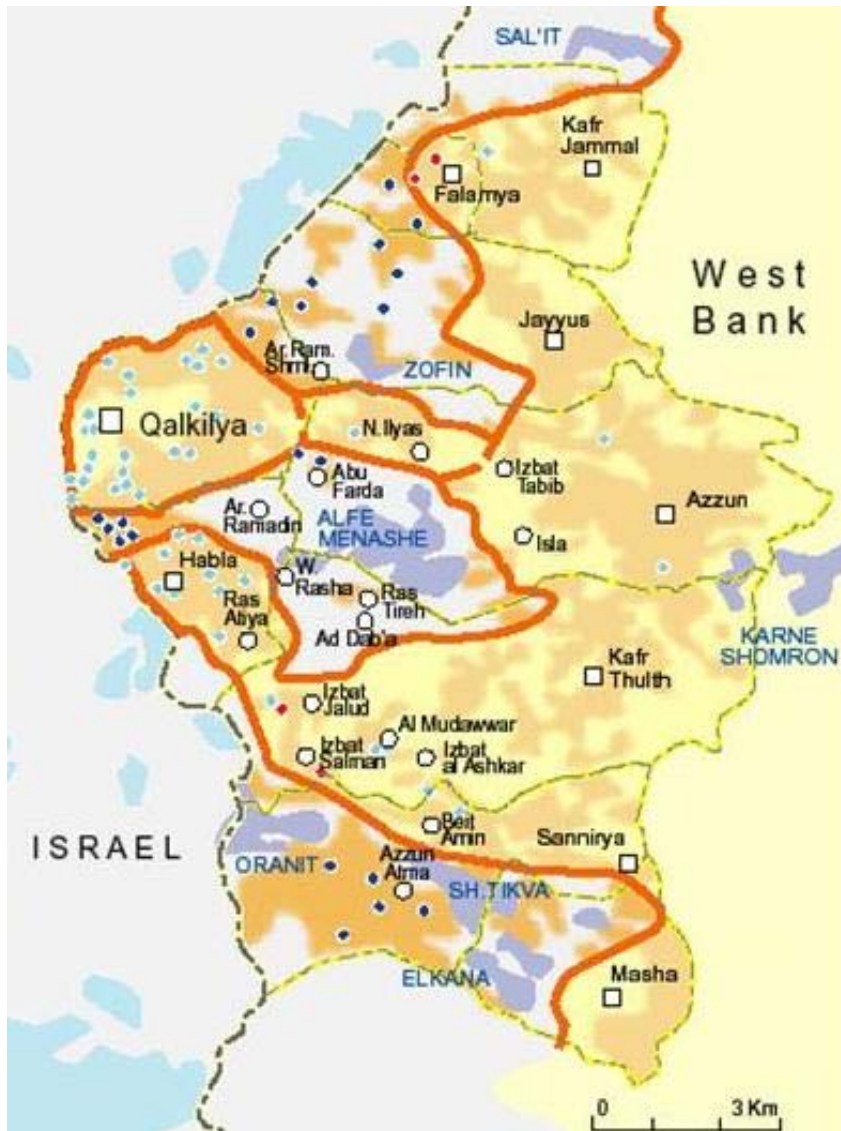 SAL'IT
Kafr
Jammal
Falamya
West
Bank
Jayyus
Ar. Ram.
Shml.
ZOFIN
Qalkilya
N. Ilyas
Izbat
Tabib
Azzun
Abu
Farda
Ar.
Ramadin
ALFE
MENASHE
Isla
Habla
W.
Rasha
Ras
Tireh
Ras
Atiya
Ad Dab'a
KARNE
SHOMRON
Kafr
Thulth
Izbat
Jalud
Al Mudawwar
Izbat
Salman
Izbat
al Ashkar
Beit
Amin
Sannirya
ISRAEL
ORANIT
Azzun
Atma
SH.TIKVA
ELKANA
Masha
0 3 Km